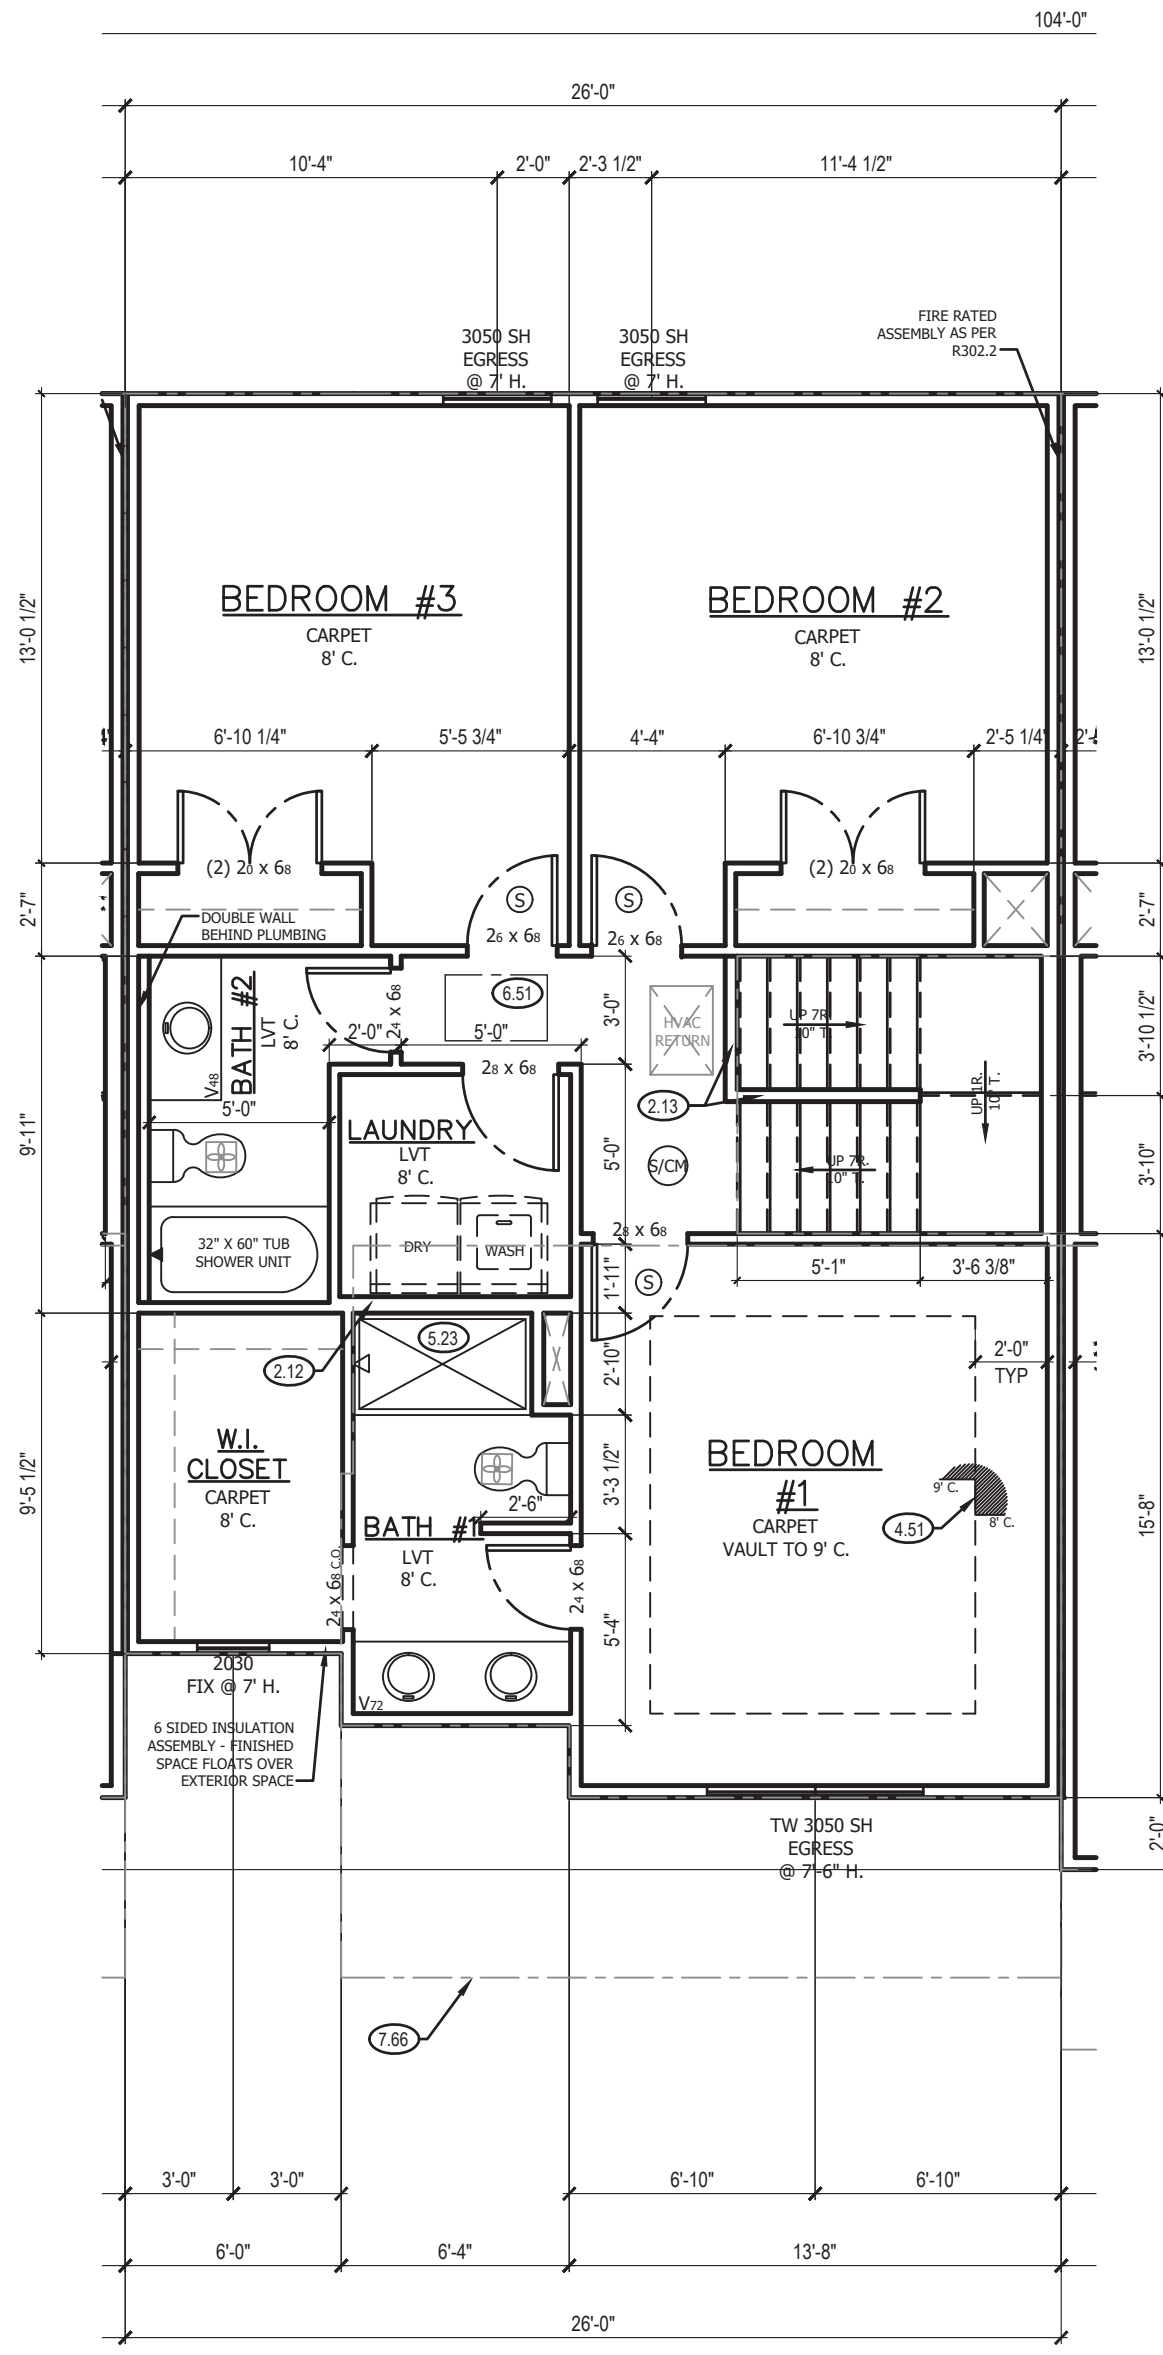 104'-0"
26'-0"
10'-4"
2'-0"
2'-3 1/2"
11'-4 1/2"
3050 SH
EGRESS
@ 7' H.
3050 SH
EGRESS
@ 7' H.
FIRE RATED
ASSEMBLY AS PER
R302.2
13'-0 1/2"
13'-0 1/2"
BEDROOM #3
CARPET
8' C.
BEDROOM #2
CARPET
8' C.
6'-10 1/4"
5'-5 3/4"
4'-4"
6'-10 3/4"
2'-5 1/4"
(2) 20 x 68
(2) 20 x 68
2'-7"
2'-7"
DOUBLE WALL
BEHIND PLUMBING
S
S
26 x 68
26 x 68
6.51
BATH #2
LVT
8' C.
V48
24 x 68
2'-0"
5'-0"
3'-0"
HVAC
RETURN
UP 7R.
10" T.
UP 1R.
10" T.
3'-10 1/2"
28 x 68
5'-0"
2.13
9'-11"
LAUNDRY
LVT
8' C.
5'-0"
S/CM
UP 7R.
10" T.
3'-10"
32" X 60" TUB
SHOWER UNIT
DRY
WASH
28 x 68
1'-11"
S
5'-1"
3'-6 3/8"
2.12
5.23
2'-10"
2'-0"
TYP
W.I.
CLOSET
CARPET
8' C.
9'-5 1/2"
3'-3 1/2"
2'-6"
BATH #1
LVT
8' C.
BEDROOM
#1
CARPET
VAULT TO 9' C.
9' C.
8' C.
4.51
15'-8"
24 x 68 C.O.
24 x 68
5'-4"
2030
FIX @ 7' H.
V72
6 SIDED INSULATION
ASSEMBLY - FINISHED
SPACE FLOATS OVER
EXTERIOR SPACE
TW 3050 SH
EGRESS
@ 7'-6" H.
2'-0"
7.66
3'-0"
3'-0"
6'-10"
6'-10"
6'-0"
6'-4"
13'-8"
26'-0"